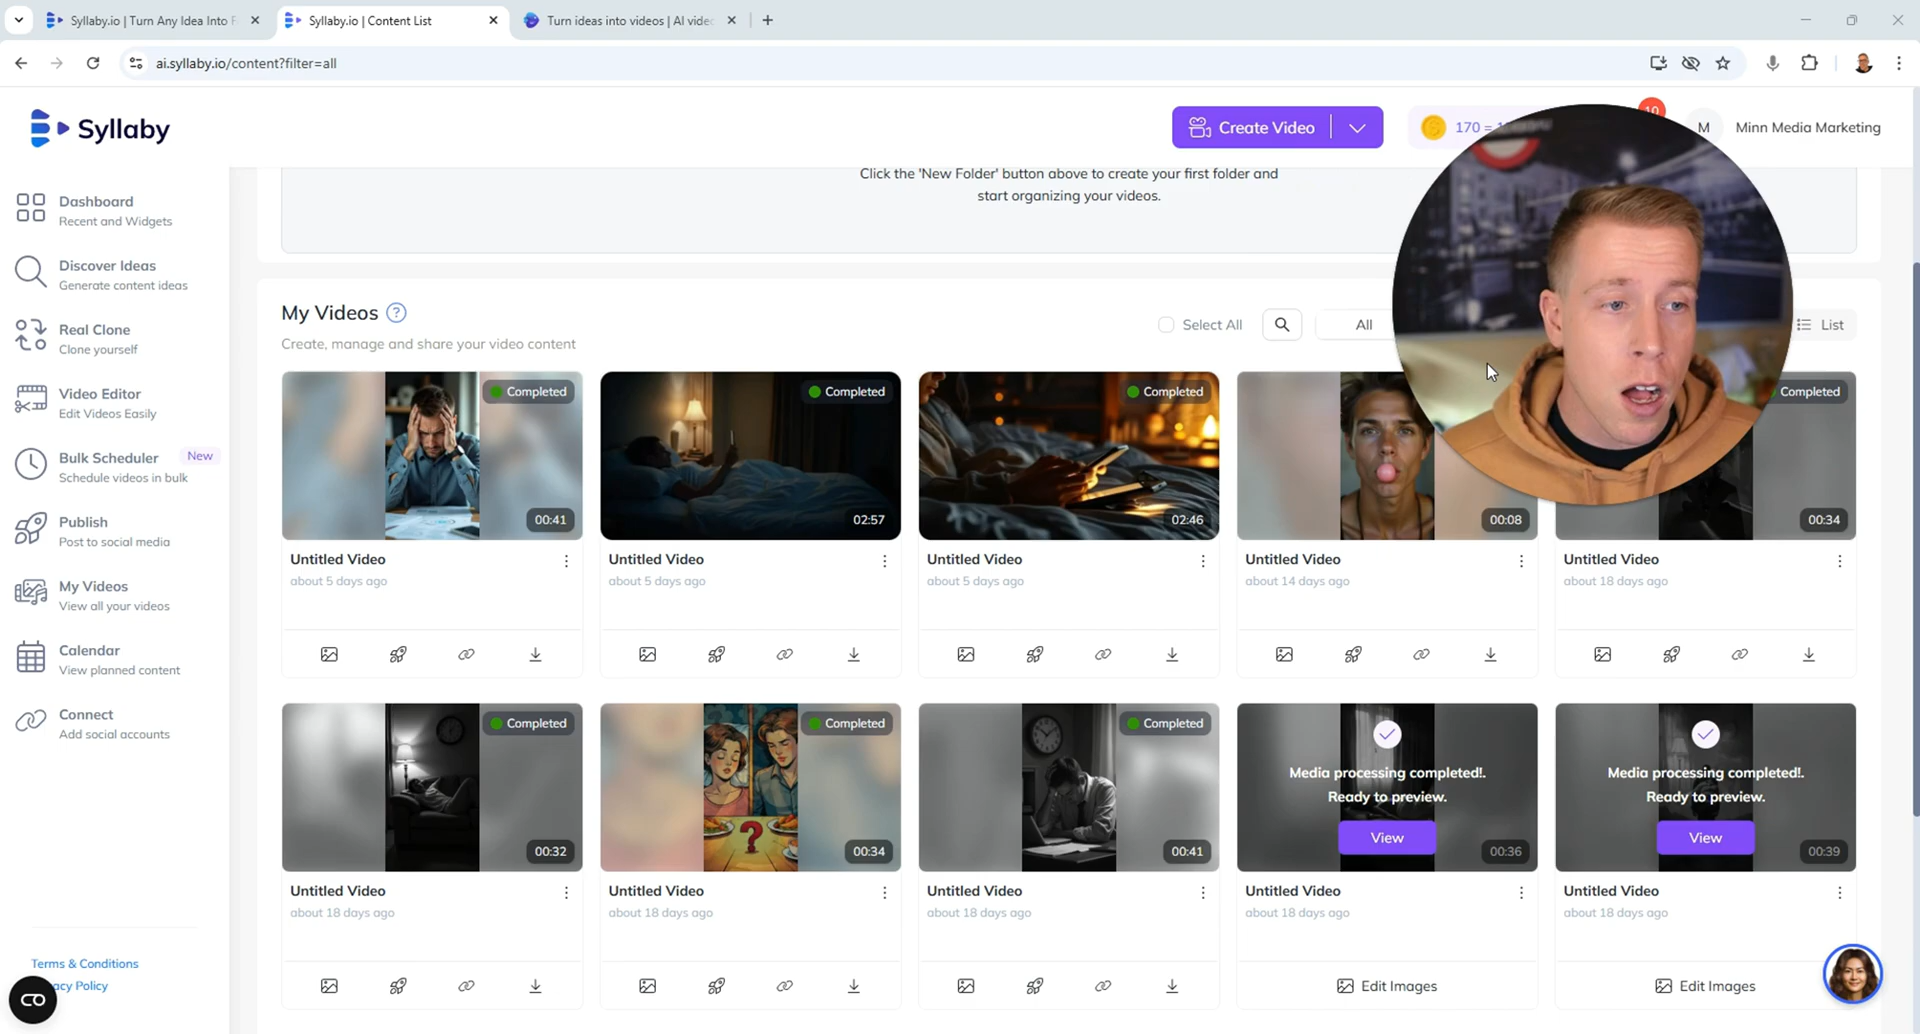 Syllaby.io | Turn Any Idea Into F
Syllaby.io | Content List
Turn ideas into videos | AI video
ai.syllaby.io/content?filter=all
Syllaby
Create Video
170 =
10
M
Minn Media Marketing
Click the 'New Folder' button above to create your first folder and
start organizing your videos.
Dashboard
Recent and Widgets
Discover Ideas
Generate content ideas
Real Clone
Clone yourself
Video Editor
Edit Videos Easily
Bulk Scheduler
New
Schedule videos in bulk
Publish
Post to social media
My Videos
View all your videos
Calendar
View planned content
Connect
Add social accounts
Terms & Conditions
acy Policy
My Videos ?
Create, manage and share your video content
Select All
All
List
Completed
00:41
Untitled Video
about 5 days ago
Completed
02:57
Untitled Video
about 5 days ago
Completed
02:46
Untitled Video
about 5 days ago
00:08
Untitled Video
about 14 days ago
Completed
00:34
Untitled Video
about 18 days ago
Completed
00:32
Untitled Video
about 18 days ago
Completed
00:34
Untitled Video
about 18 days ago
Completed
00:41
Untitled Video
about 18 days ago
Media processing completed!.
Ready to preview.
View
00:36
Untitled Video
about 18 days ago
Edit Images
Media processing completed!.
Ready to preview.
View
00:39
Untitled Video
about 18 days ago
Edit Images